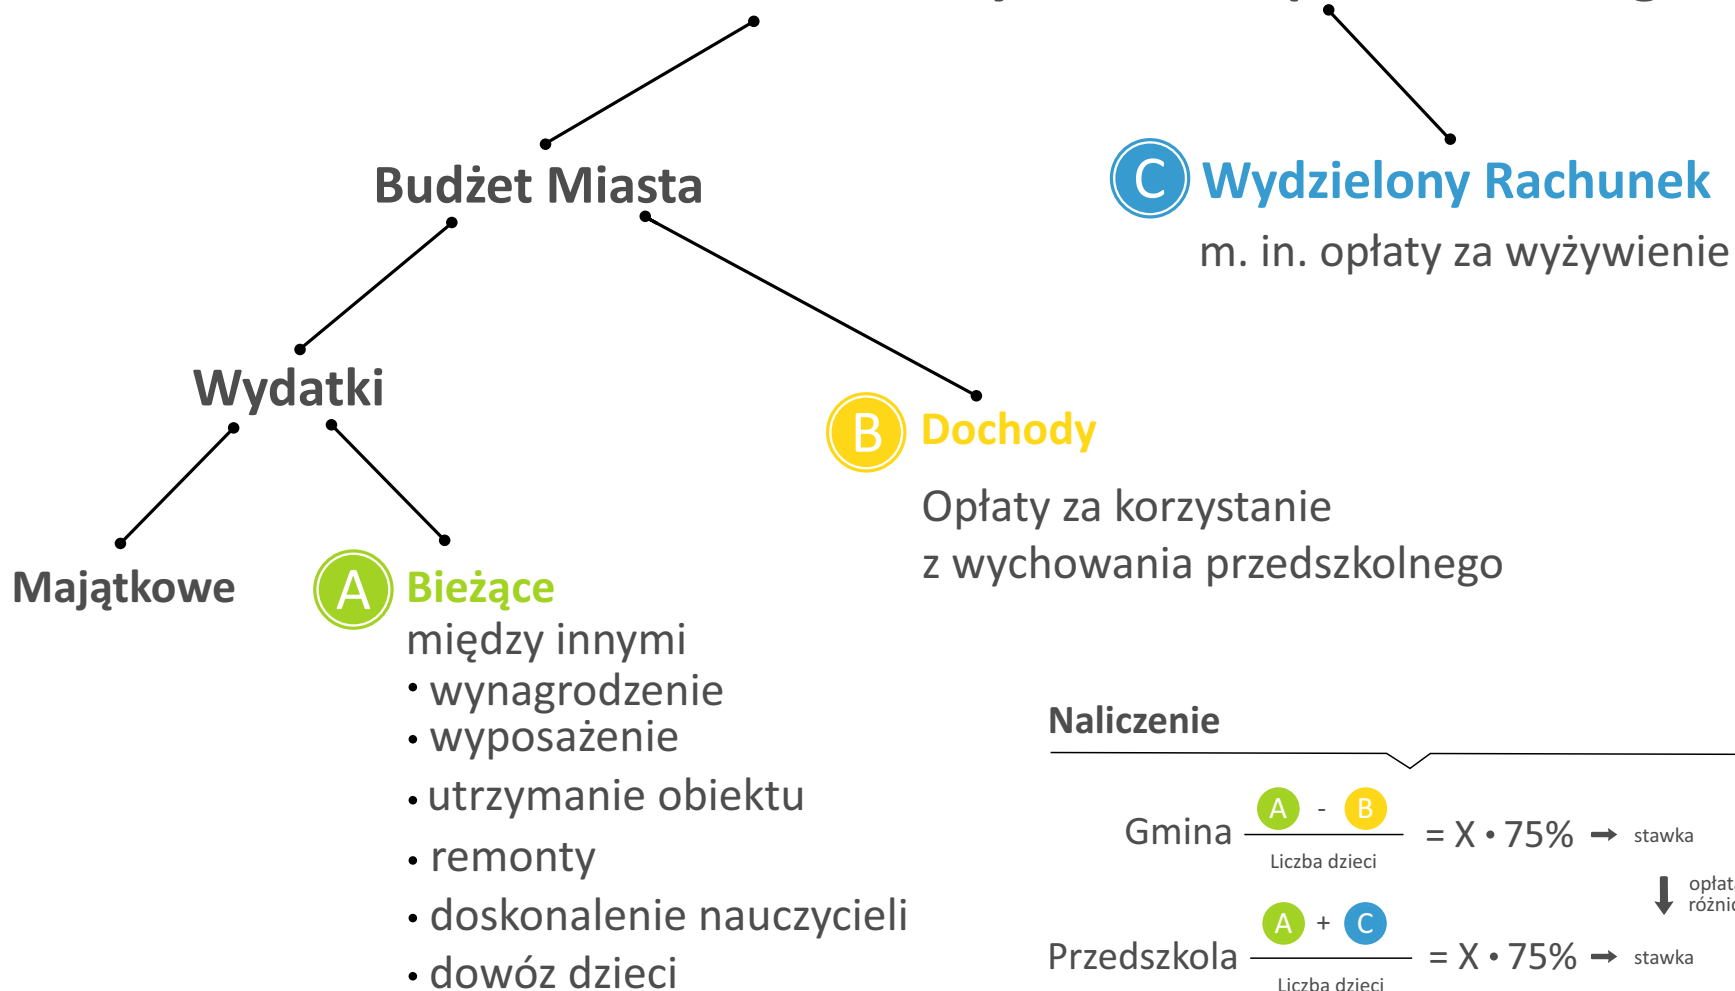 Budżet Miasta
C Wydzielony Rachunek
m. in. opłaty za wyżywienie
Wydatki
B Dochody
Opłaty za korzystanie
z wychowania przedszkolnego
Majątkowe
A Bieżące
między innymi
• wynagrodzenie
• wyposażenie
• utrzymanie obiektu
• remonty
• doskonalenie nauczycieli
• dowóz dzieci
Naliczenie
A - B
Gmina = X • 75% → stawka
Liczba dzieci
A + C
Przedszkola = X • 75% → stawka
Liczba dzieci